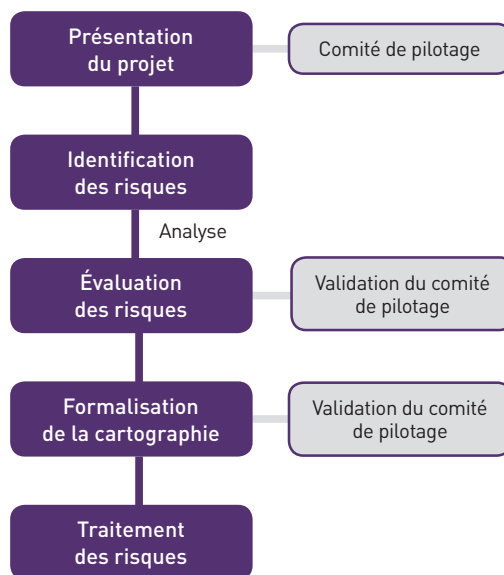 Présentation
du projet
Comité de pilotage
Identification
des risques
Analyse
Évaluation
des risques
Validation du comité
de pilotage
Formalisation
de la cartographie
Validation du comité
de pilotage
Traitement
des risques